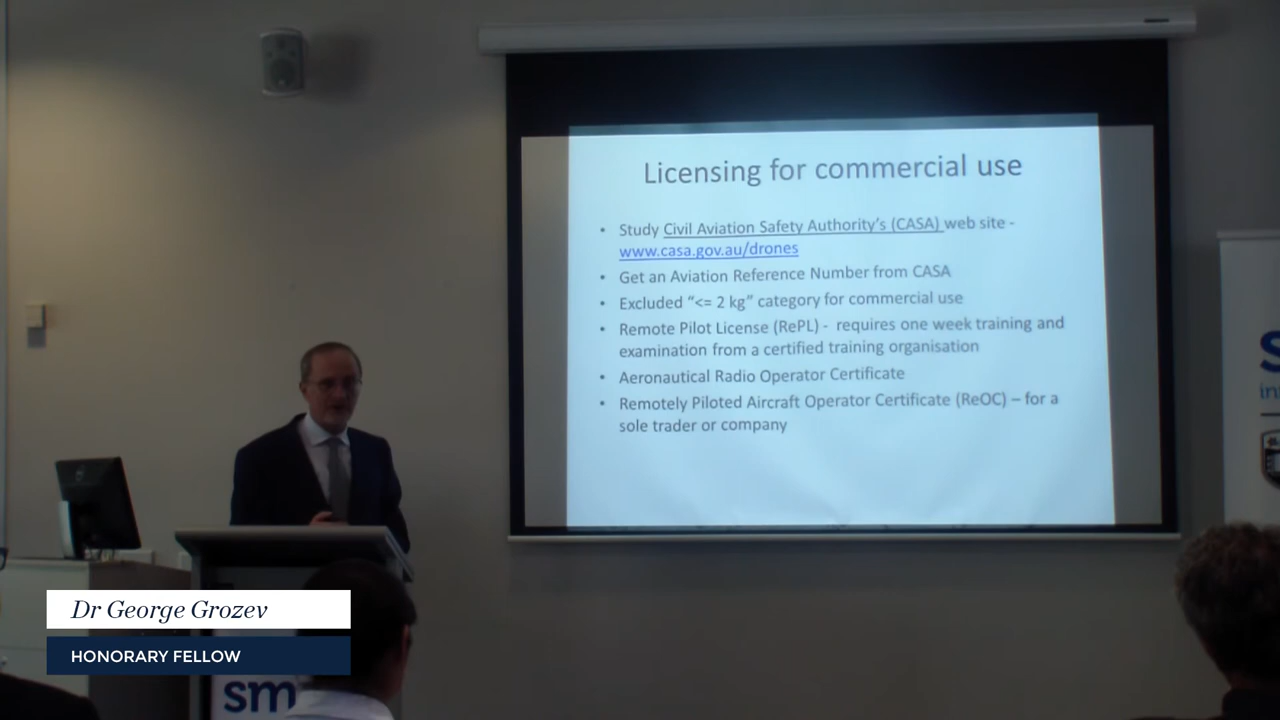 Licensing for commercial use
• Study Civil Aviation Safety Authority's (CASA) web site -
www.casa.gov.au/drones
• Get an Aviation Reference Number from CASA
• Excluded “<= 2 kg” category for commercial use
• Remote Pilot License (RePL) - requires one week training and
examination from a certified training organisation
• Aeronautical Radio Operator Certificate
• Remotely Piloted Aircraft Operator Certificate (ReOC) – for a
sole trader or company
Dr George Grozev
HONORARY FELLOW
sm
s
in